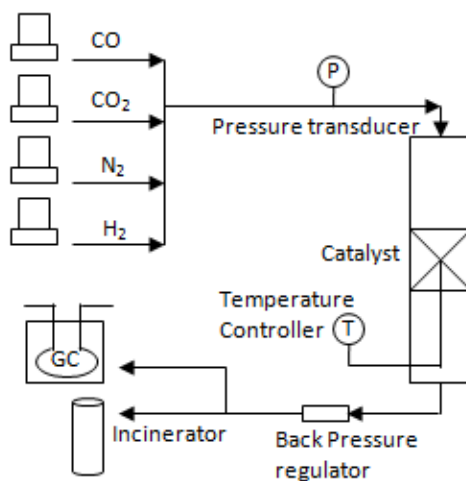 CO
P
CO₂
Pressure transducer
N₂
H₂
Catalyst
Temperature
Controller
T
GC
Incinerator
Back Pressure
regulator